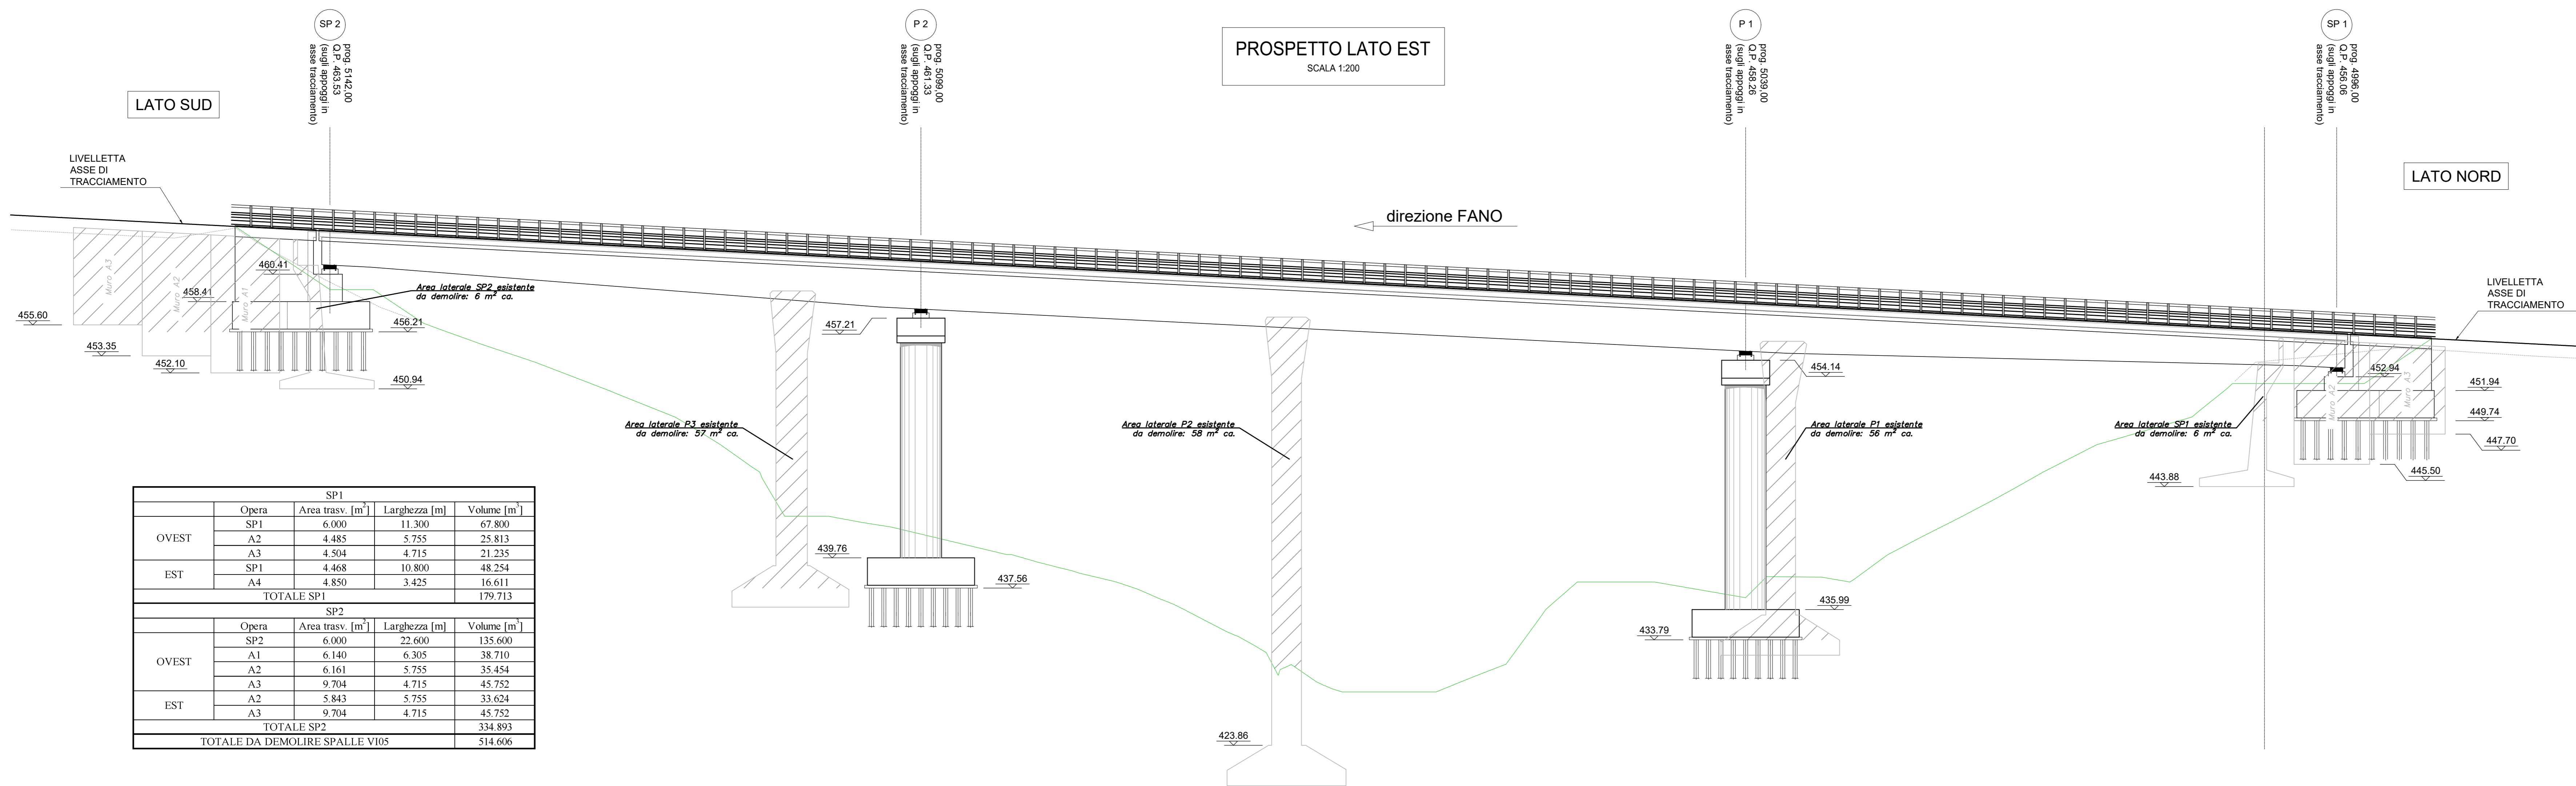 SP 2
prog. 5142,00
Q.P. 463.53
(sugli appoggi in
asse tracciamento)
P 2
prog. 5099,00
Q.P. 461.33
(sugli appoggi in
asse tracciamento)
PROSPETTO LATO EST
SCALA 1:200
P 1
prog. 5039,00
Q.P. 458.26
(sugli appoggi in
asse tracciamento)
SP 1
prog. 4996,00
Q.P. 456.06
(sugli appoggi in
asse tracciamento)
LATO SUD
LATO NORD
LIVELLETTA
ASSE DI
TRACCIAMENTO
direzione FANO
LIVELLETTA
ASSE DI
TRACCIAMENTO
Muro A3
Muro A2
Muro A1
460.41
458.41
455.60
453.35
452.10
456.21
450.94
Area laterale SP2 esistente
da demolire: 6 m² ca.
457.21
454.14
452.94
451.94
449.74
447.70
445.50
443.88
Muro A2
Muro A3
Area laterale P3 esistente
da demolire: 57 m² ca.
Area laterale P2 esistente
da demolire: 58 m² ca.
Area laterale P1 esistente
da demolire: 56 m² ca.
Area laterale SP1 esistente
da demolire: 6 m² ca.
439.76
437.56
435.99
433.79
423.86
SP1
Opera Area trasv. [m²] Larghezza [m] Volume [m³]
OVEST SP1 6.000 11.300 67.800
A2 4.485 5.755 25.813
A3 4.504 4.715 21.235
EST SP1 4.468 10.800 48.254
A4 4.850 3.425 16.611
TOTALE SP1 179.713
SP2
Opera Area trasv. [m²] Larghezza [m] Volume [m³]
OVEST SP2 6.000 22.600 135.600
A1 6.140 6.305 38.710
A2 6.161 5.755 35.454
A3 9.704 4.715 45.752
EST A2 5.843 5.755 33.624
A3 9.704 4.715 45.752
TOTALE SP2 334.893
TOTALE DA DEMOLIRE SPALLE VI05 514.606